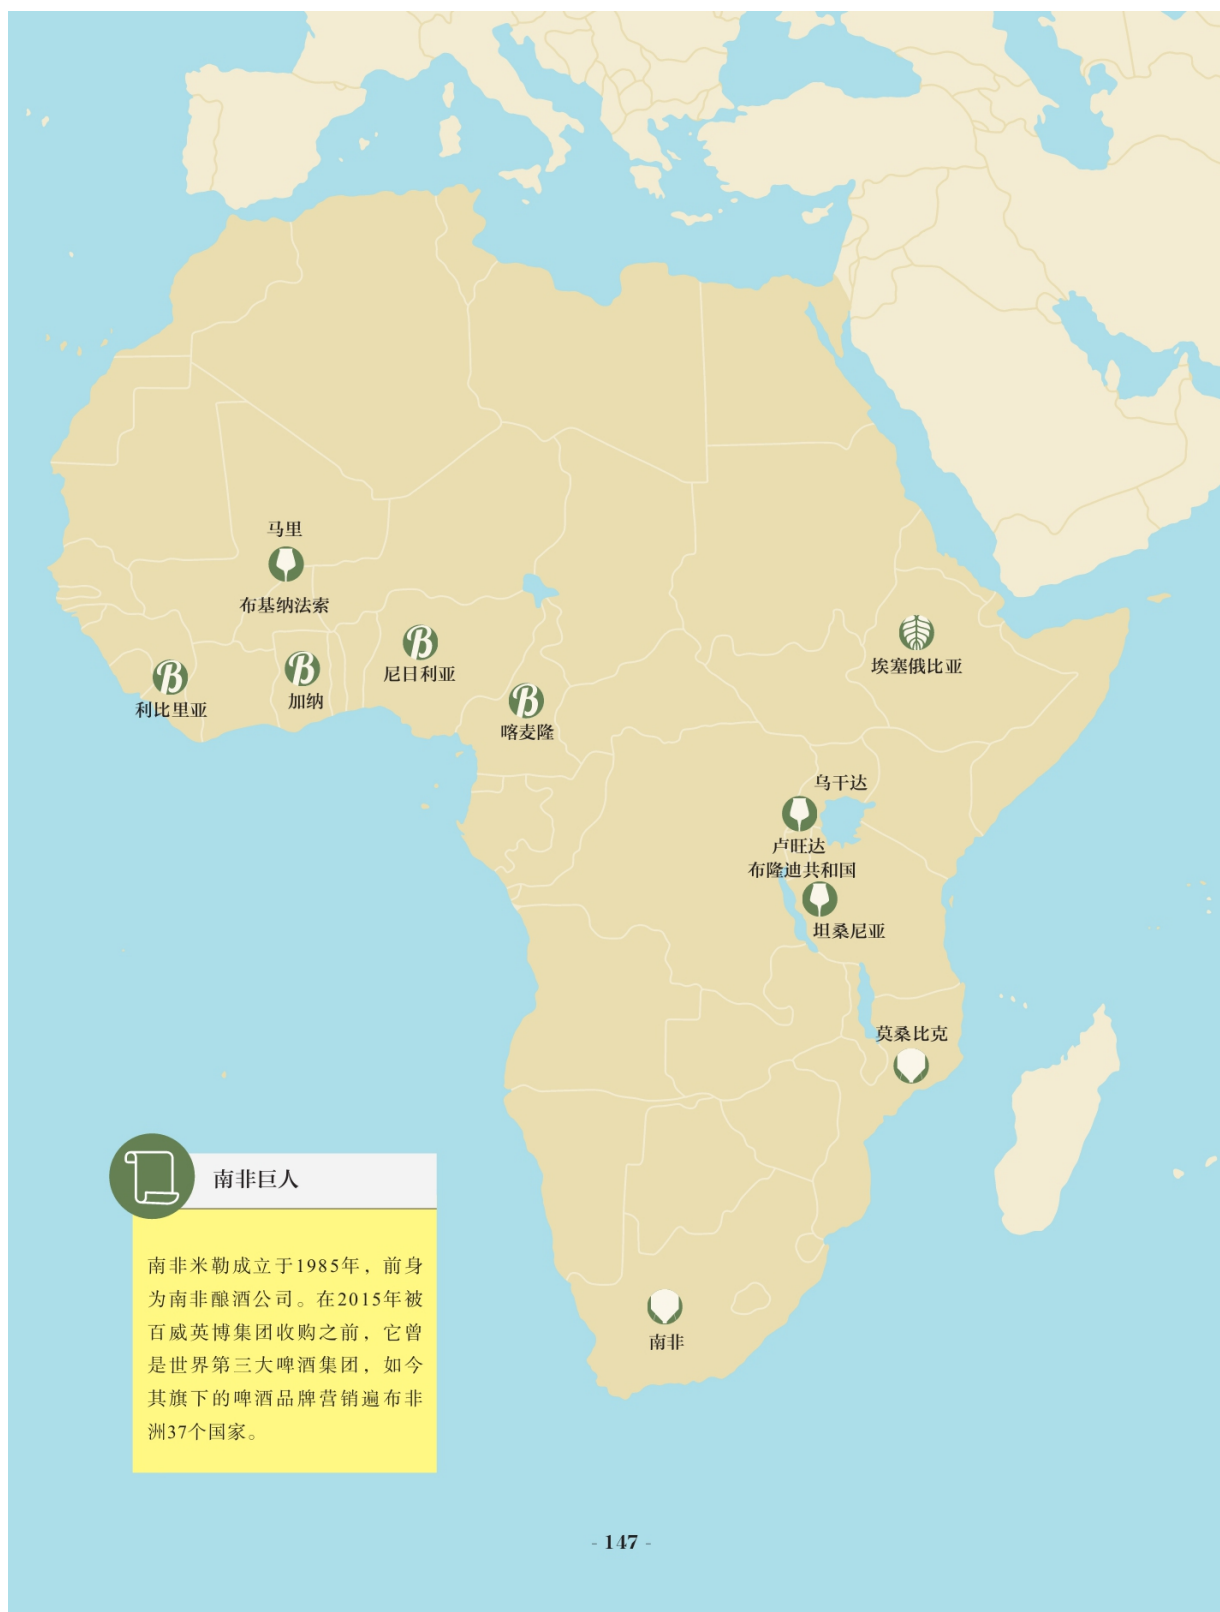 马里
布基纳法索
B
尼日利亚
B
利比里亚
B
加纳
B
喀麦隆
埃塞俄比亚
乌干达
卢旺达
布隆迪共和国
坦桑尼亚
莫桑比克
南非
南非巨人
南非米勒成立于1985年，前身
为南非酿酒公司。在2015年被
百威英博集团收购之前，它曾
是世界第三大啤酒集团，如今
其旗下的啤酒品牌营销遍布非
洲37个国家。
- 147 -